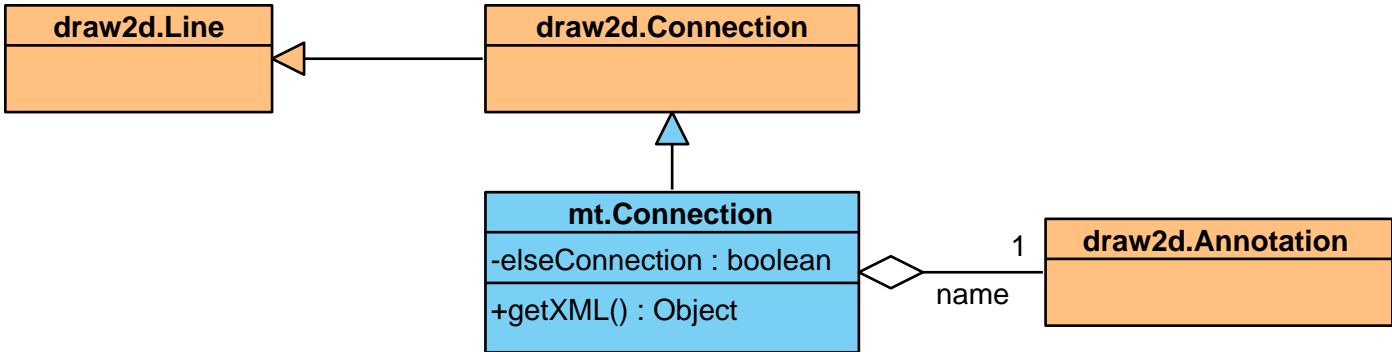 draw2d.Line
draw2d.Connection
mt.Connection
-elseConnection : boolean
+getXML() : Object
1
name
draw2d.Annotation